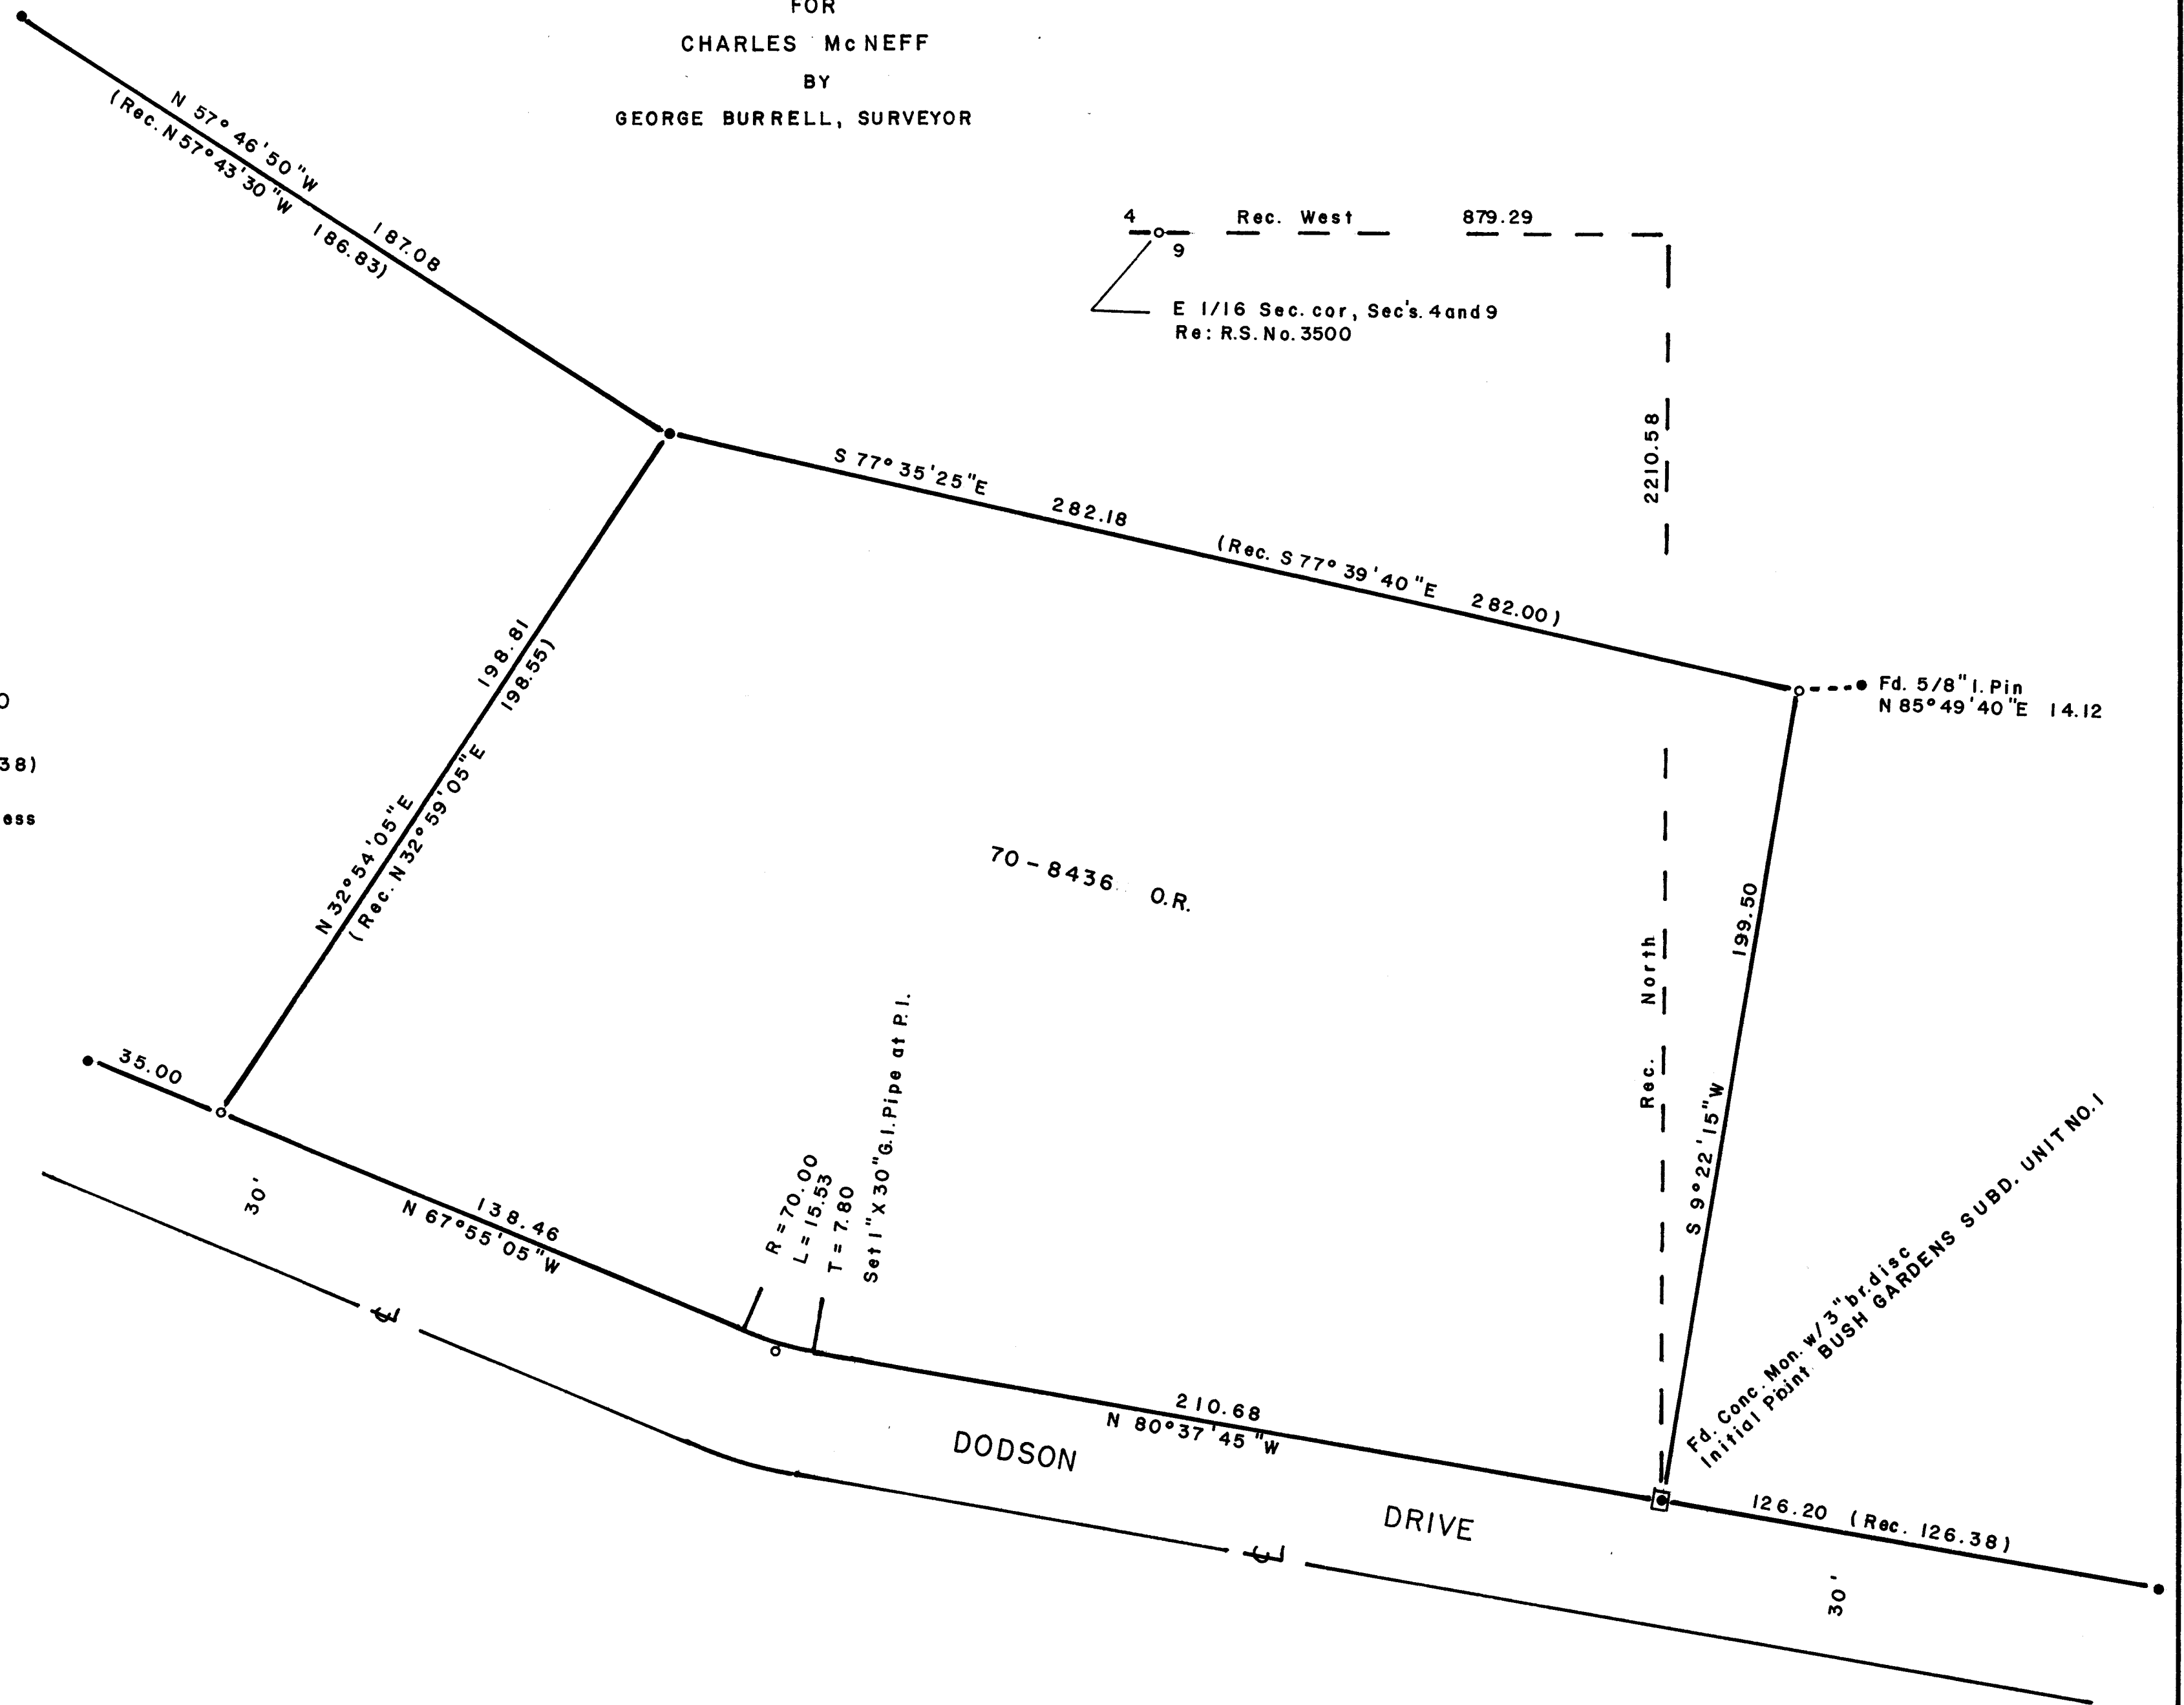 FOR
CHARLES McNEFF
BY
GEORGE BURRELL, SURVEYOR
N 57° 46' 50" W
187.08
(Rec. N 57° 43' 30" W 186.83)
4
Rec. West
879.29
9
E 1/16 Sec. cor, Sec's. 4 and 9
Re: R.S. No. 3500
2210.58
S 77° 35' 25" E
282.18
(Rec. S 77° 39' 40" E 282.00)
Fd. 5/8" I. Pin
N 85° 49' 40" E 14.12
N 32° 54' 05" E
198.81
(Rec. N 32° 59' 05" E 198.55)
38)
ess
70-8436 O.R.
199.50
S 9° 22' 15" W
Rec. North
35.00
30'
138.46
N 67° 55' 05" W
R = 70.00
L = 15.53
T = 7.80
Set 1" X 30" G.I. Pipe at P.I.
210.68
N 80° 37' 45" W
Fd. Conc. Mon. w/ 3" br. disc
Initial Point BUSH GARDENS SUBD. UNIT NO. 1
DODSON DRIVE
126.20 (Rec. 126.38)
30'